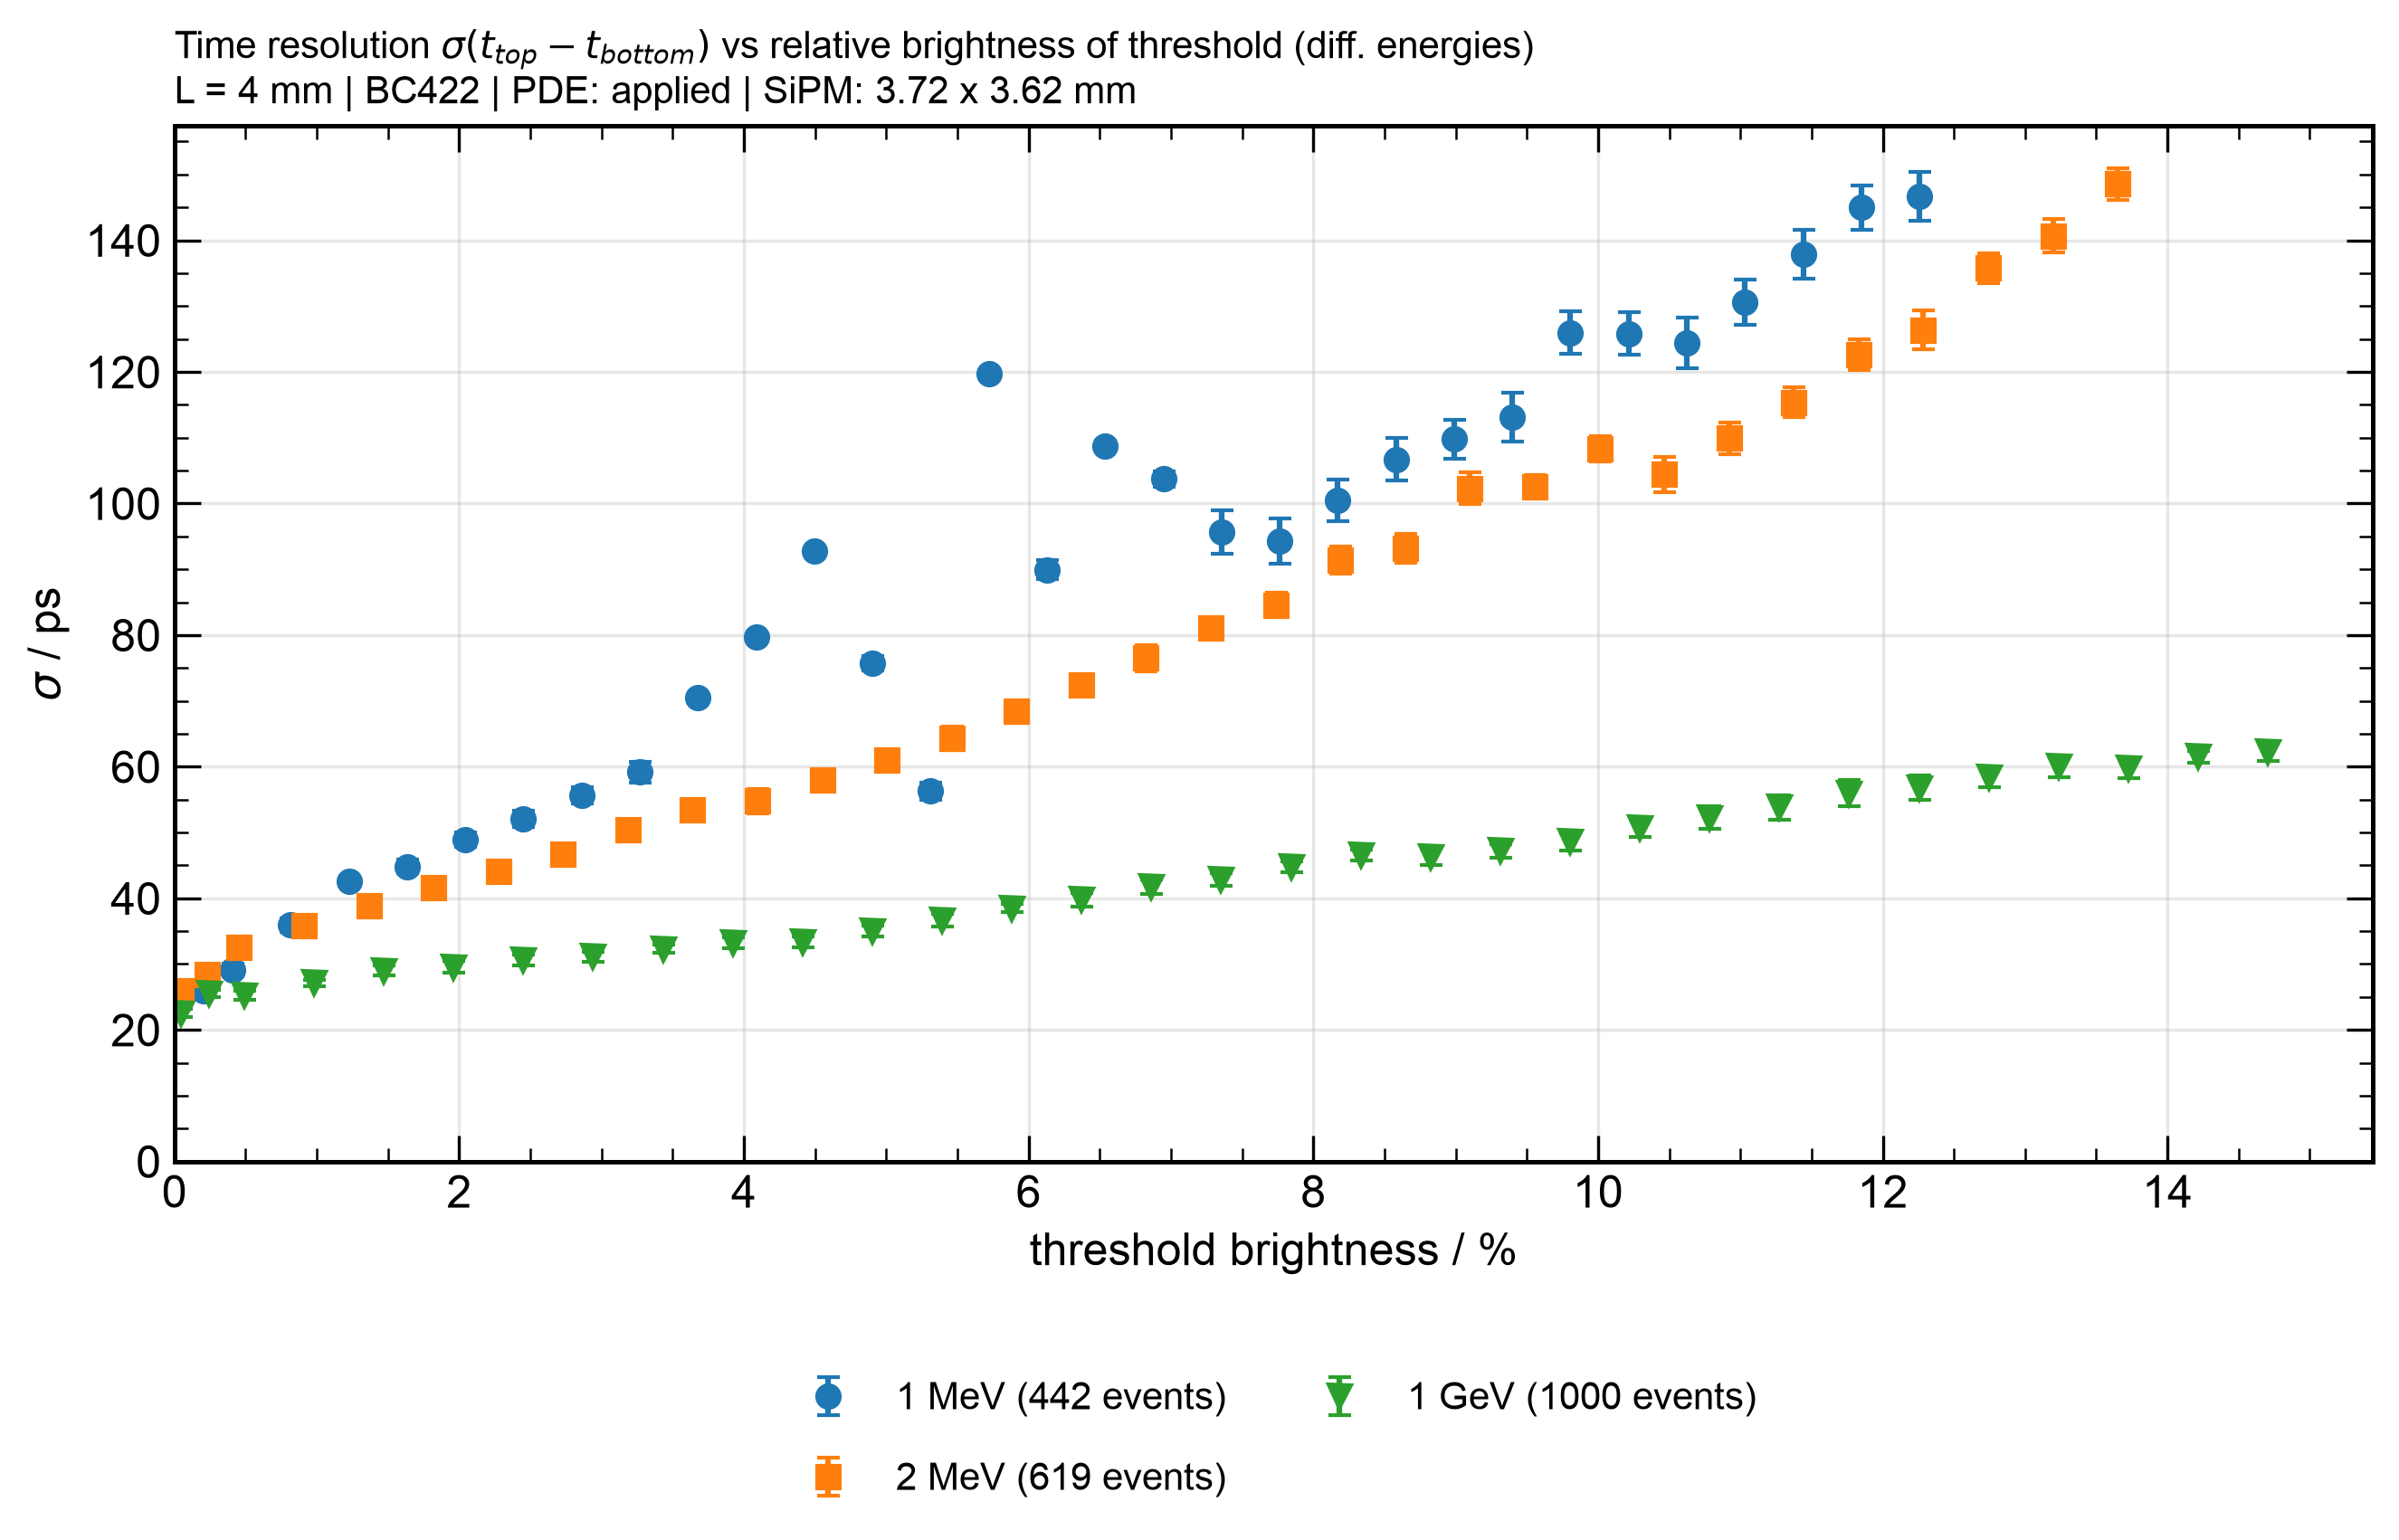 Time resolution σ(t_top − t_bottom) vs relative brightness of threshold (diff. energies)
L = 4 mm | BC422 | PDE: applied | SiPM: 3.72 x 3.62 mm
σ / ps
140
120
100
80
60
40
20
0
0 2 4 6 8 10 12 14
threshold brightness / %
1 MeV (442 events)
2 MeV (619 events)
1 GeV (1000 events)